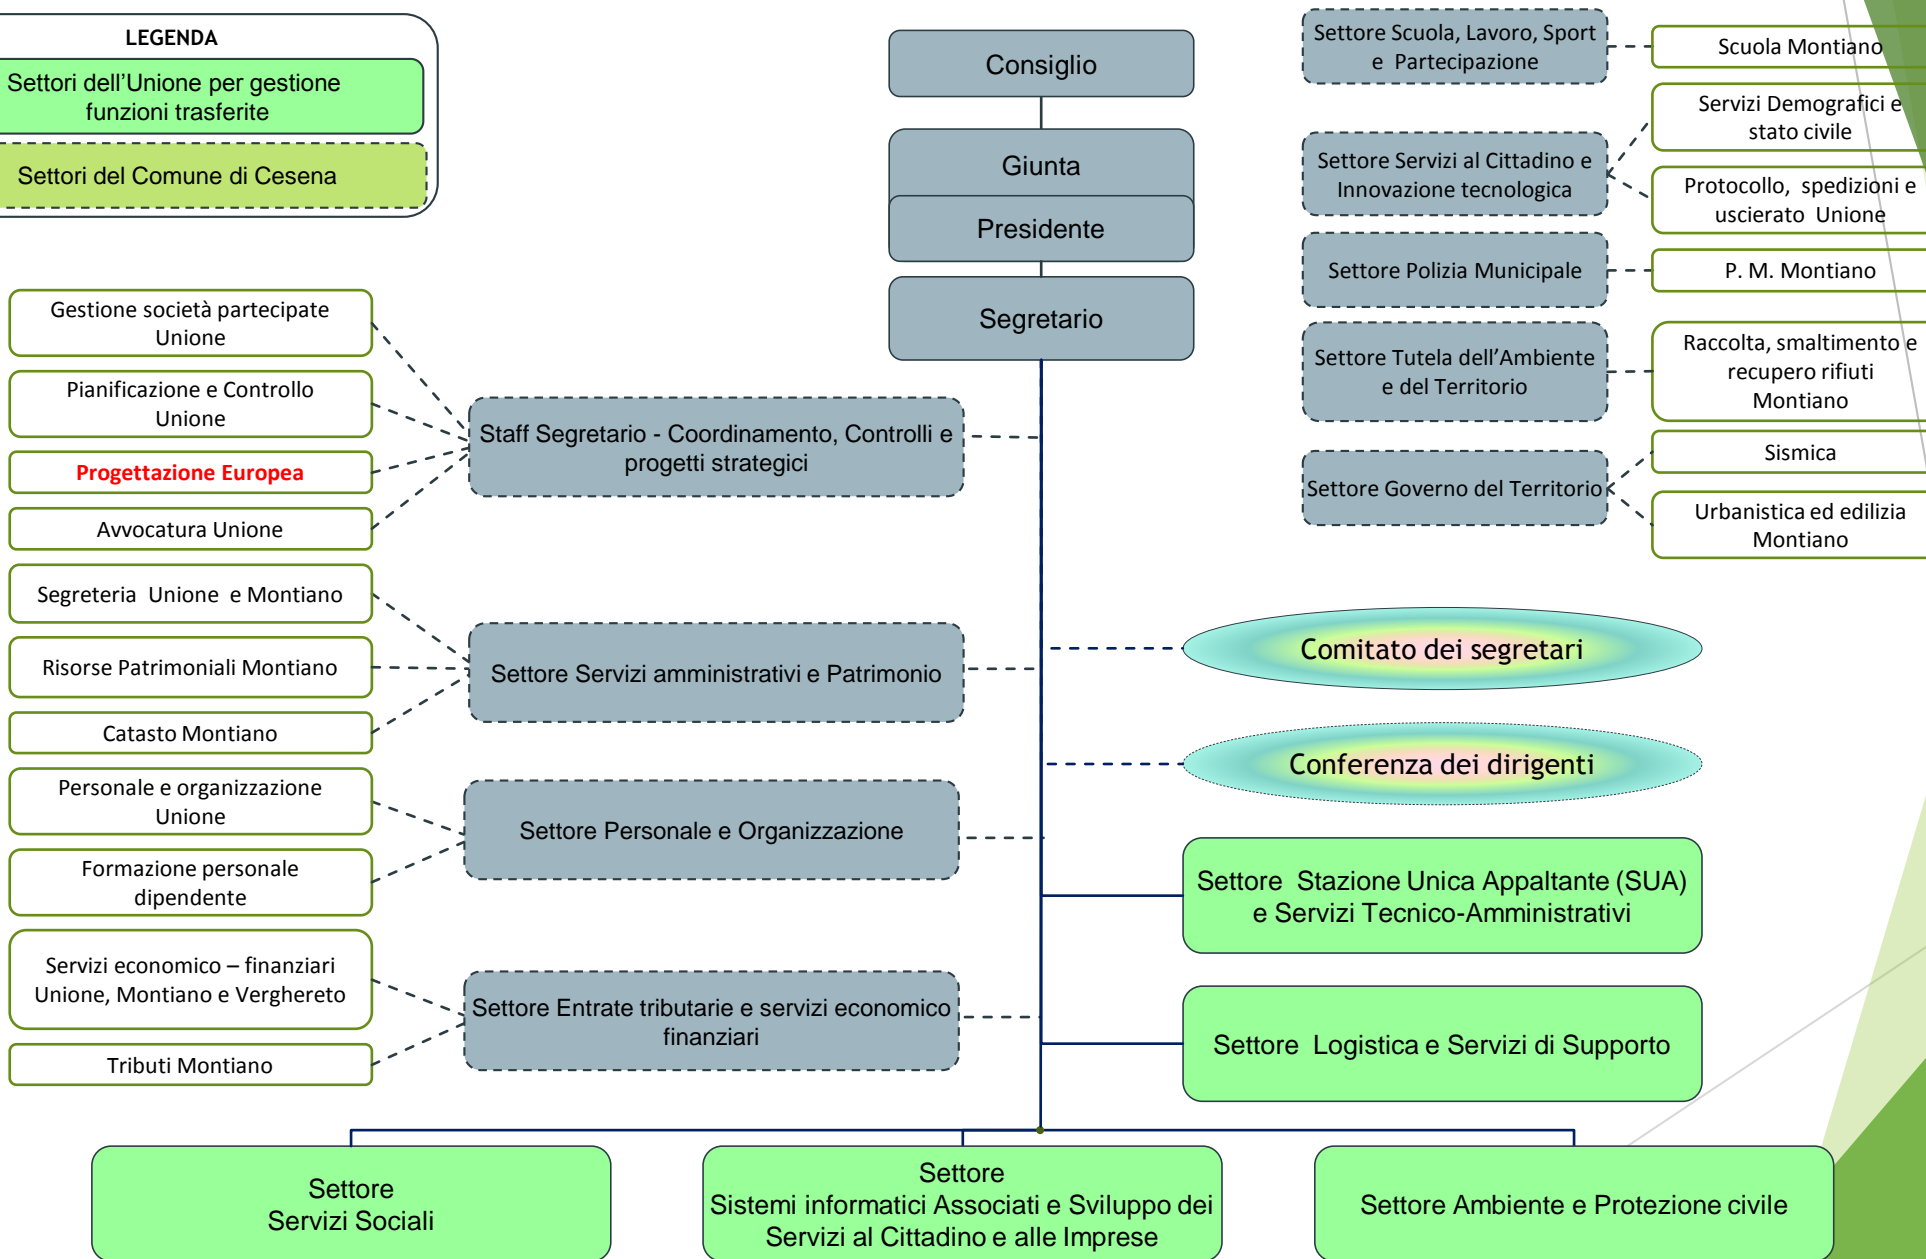 LEGENDA
Settori dell'Unione per gestione
funzioni trasferite
Settori del Comune di Cesena
Consiglio
Giunta
Presidente
Segretario
Settore Scuola, Lavoro, Sport
e Partecipazione
Scuola Montiano
Settore Servizi al Cittadino e
Innovazione tecnologica
Servizi Demografici e
stato civile
Protocollo, spedizioni e
uscierato Unione
Settore Polizia Municipale
P. M. Montiano
Settore Tutela dell'Ambiente
e del Territorio
Raccolta, smaltimento e
recupero rifiuti
Montiano
Settore Governo del Territorio
Sismica
Urbanistica ed edilizia
Montiano
Gestione società partecipate
Unione
Pianificazione e Controllo
Unione
Progettazione Europea
Avvocatura Unione
Staff Segretario - Coordinamento, Controlli e
progetti strategici
Segreteria Unione e Montiano
Risorse Patrimoniali Montiano
Catasto Montiano
Settore Servizi amministrativi e Patrimonio
Personale e organizzazione
Unione
Formazione personale
dipendente
Settore Personale e Organizzazione
Servizi economico – finanziari
Unione, Montiano e Verghereto
Tributi Montiano
Settore Entrate tributarie e servizi economico
finanziari
Comitato dei segretari
Conferenza dei dirigenti
Settore Stazione Unica Appaltante (SUA)
e Servizi Tecnico-Amministrativi
Settore Logistica e Servizi di Supporto
Settore
Servizi Sociali
Settore
Sistemi informatici Associati e Sviluppo dei
Servizi al Cittadino e alle Imprese
Settore Ambiente e Protezione civile